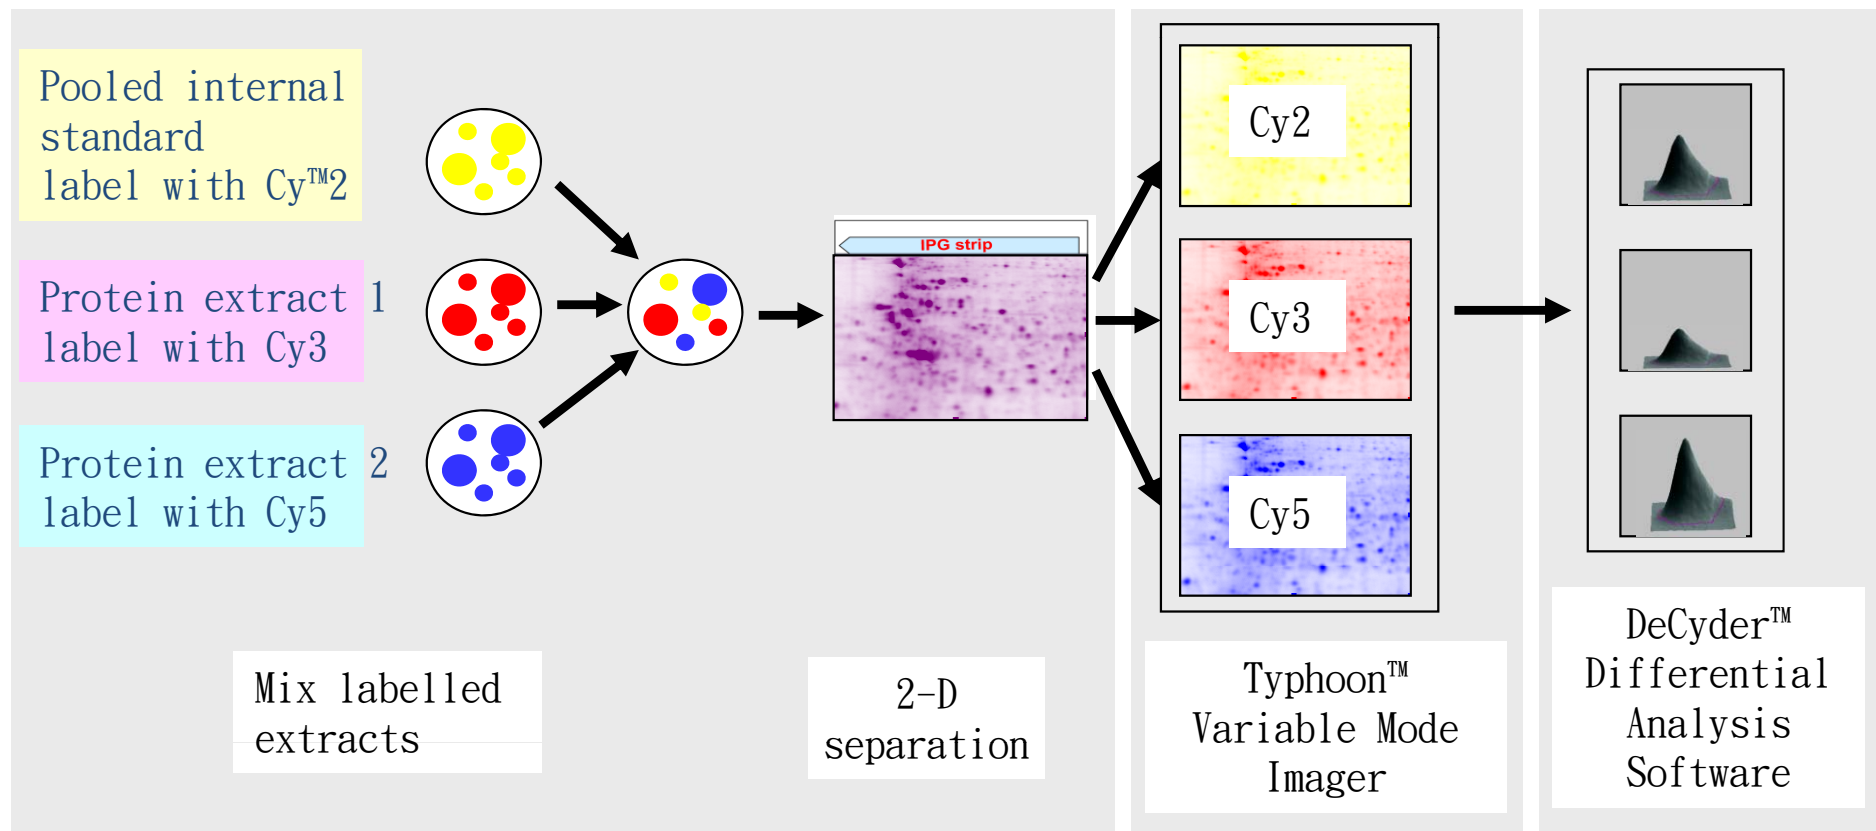 Pooled internal
standard
label with Cy™2
Protein extract 1
label with Cy3
Protein extract 2
label with Cy5
Mix labelled
extracts
IPG strip
2-D
separation
Cy2
Cy3
Cy5
Typhoon™
Variable Mode
Imager
DeCyder™
Differential
Analysis
Software